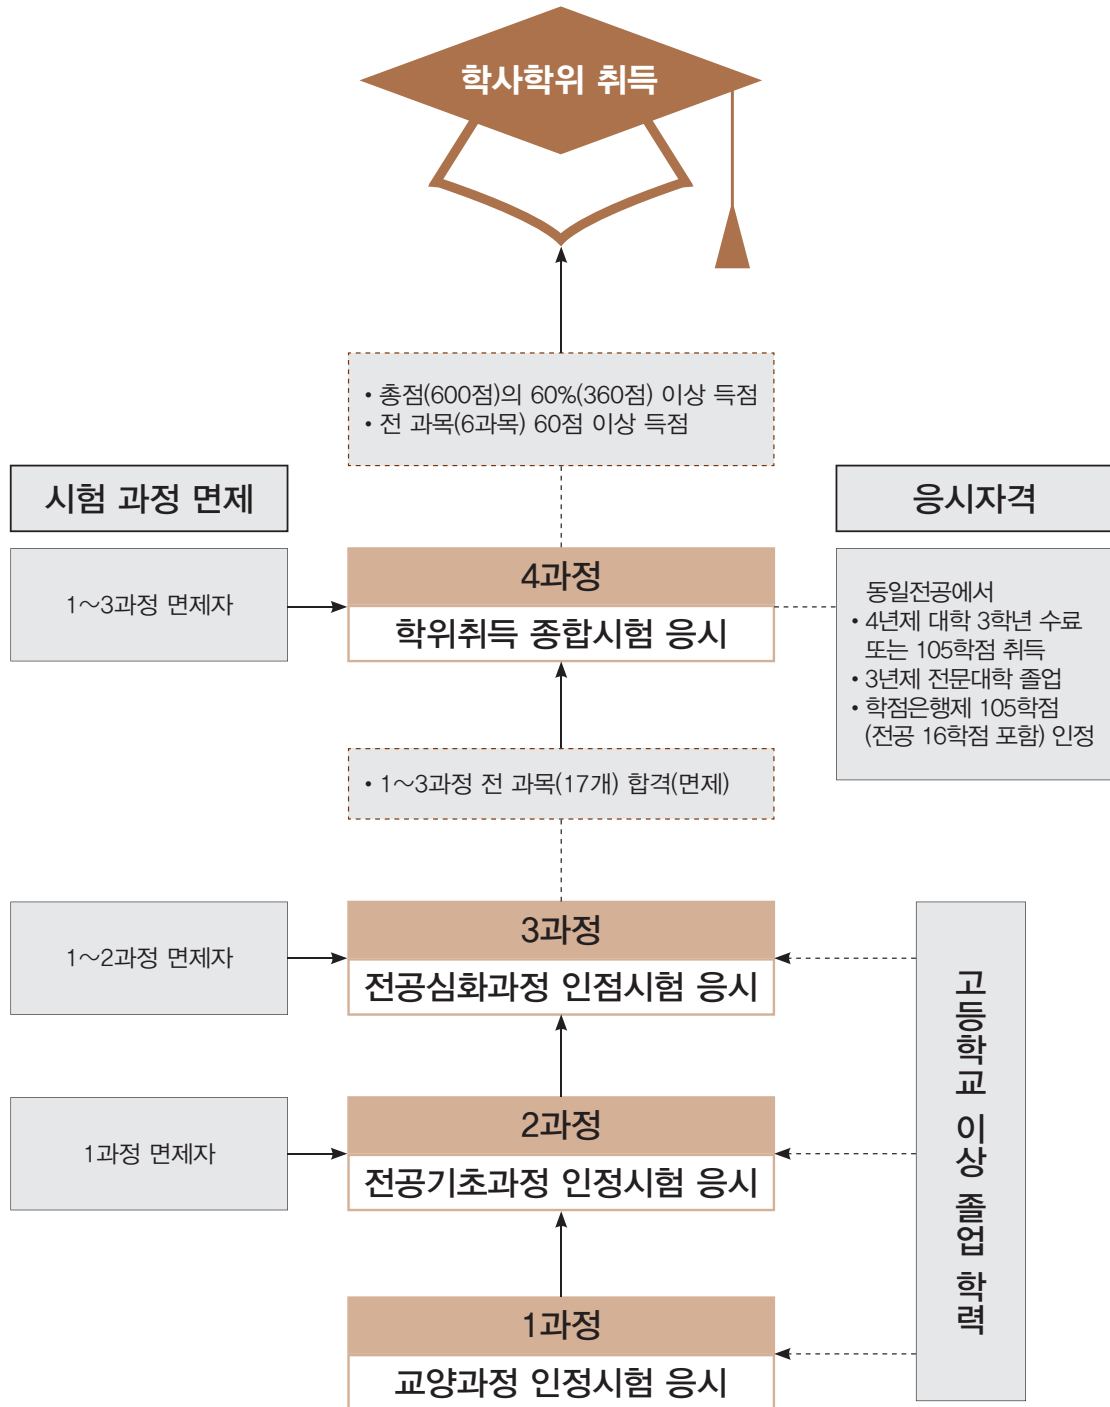 학사학위 취득
• 총점(600점)의 60%(360점) 이상 득점
• 전 과목(6과목) 60점 이상 득점
시험 과정 면제
응시자격
1～3과정 면제자
4과정
학위취득 종합시험 응시
동일전공에서
• 4년제 대학 3학년 수료
또는 105학점 취득
• 3년제 전문대학 졸업
• 학점은행제 105학점
(전공 16학점 포함) 인정
• 1～3과정 전 과목(17개) 합격(면제)
1～2과정 면제자
3과정
전공심화과정 인점시험 응시
고등학교 이상 졸업 학력
1과정 면제자
2과정
전공기초과정 인정시험 응시
1과정
교양과정 인정시험 응시